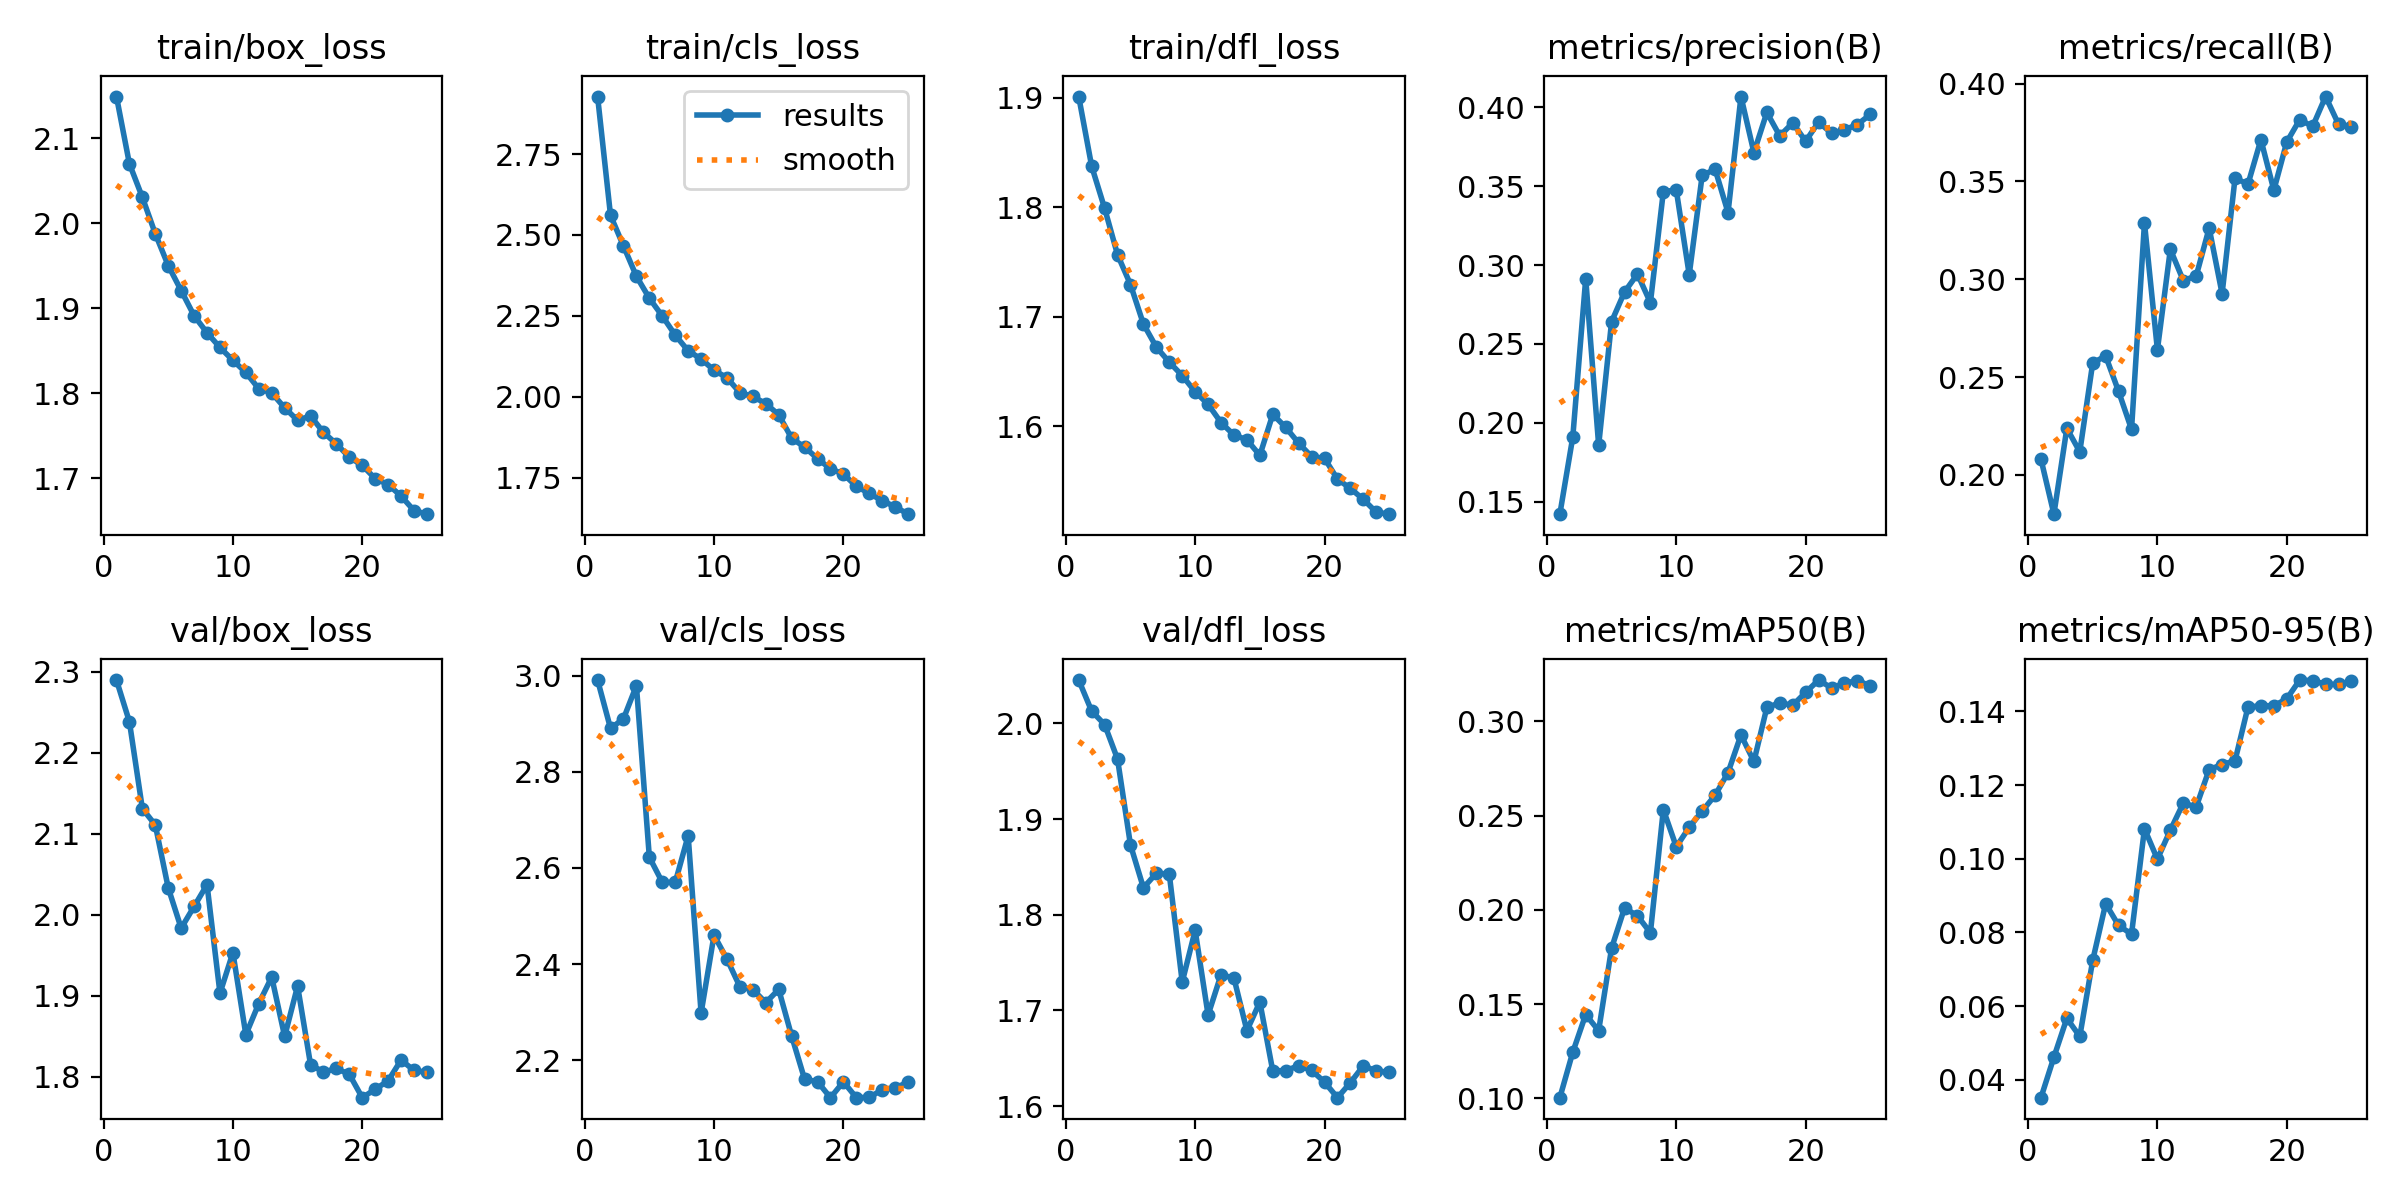 train/box_loss
2.1
2.0
1.9
1.8
1.7
0 10 20
train/cls_loss
results
smooth
2.75
2.50
2.25
2.00
1.75
0 10 20
train/dfl_loss
1.9
1.8
1.7
1.6
0 10 20
metrics/precision(B)
0.40
0.35
0.30
0.25
0.20
0.15
0 10 20
metrics/recall(B)
0.40
0.35
0.30
0.25
0.20
0 10 20
val/box_loss
2.3
2.2
2.1
2.0
1.9
1.8
0 10 20
val/cls_loss
3.0
2.8
2.6
2.4
2.2
0 10 20
val/dfl_loss
2.0
1.9
1.8
1.7
1.6
0 10 20
metrics/mAP50(B)
0.30
0.25
0.20
0.15
0.10
0 10 20
metrics/mAP50-95(B)
0.14
0.12
0.10
0.08
0.06
0.04
0 10 20